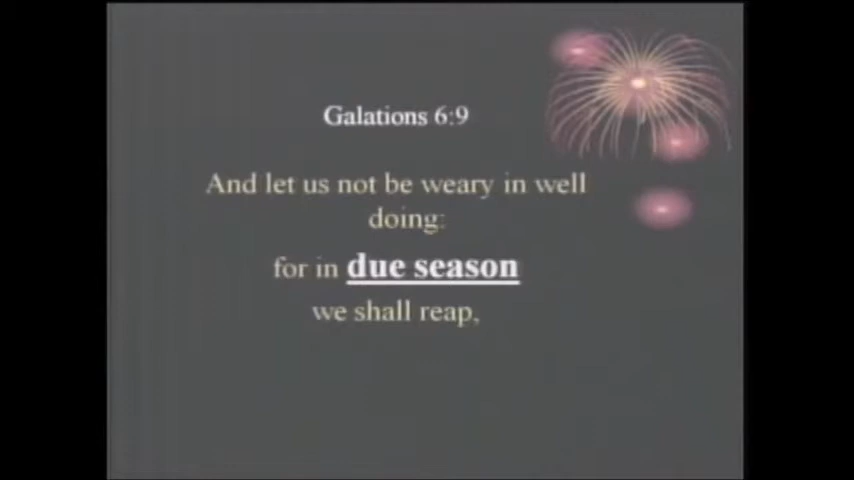 Galations 6:9
And let us not be weary in well
doing:
for in due season
we shall reap,